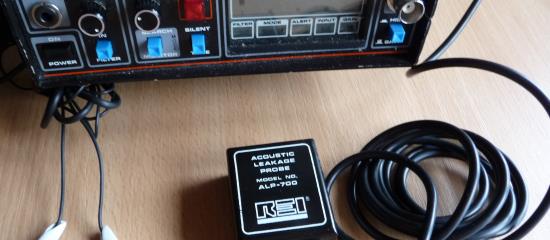 ON
POWER
IN
FILTER
SEARCH
MONITOR
SILENT
FILTER MODE ALERT INPUT GAIN
ACOUSTIC
LEAKAGE
PROBE
MODEL NO.
ALP-700
REI